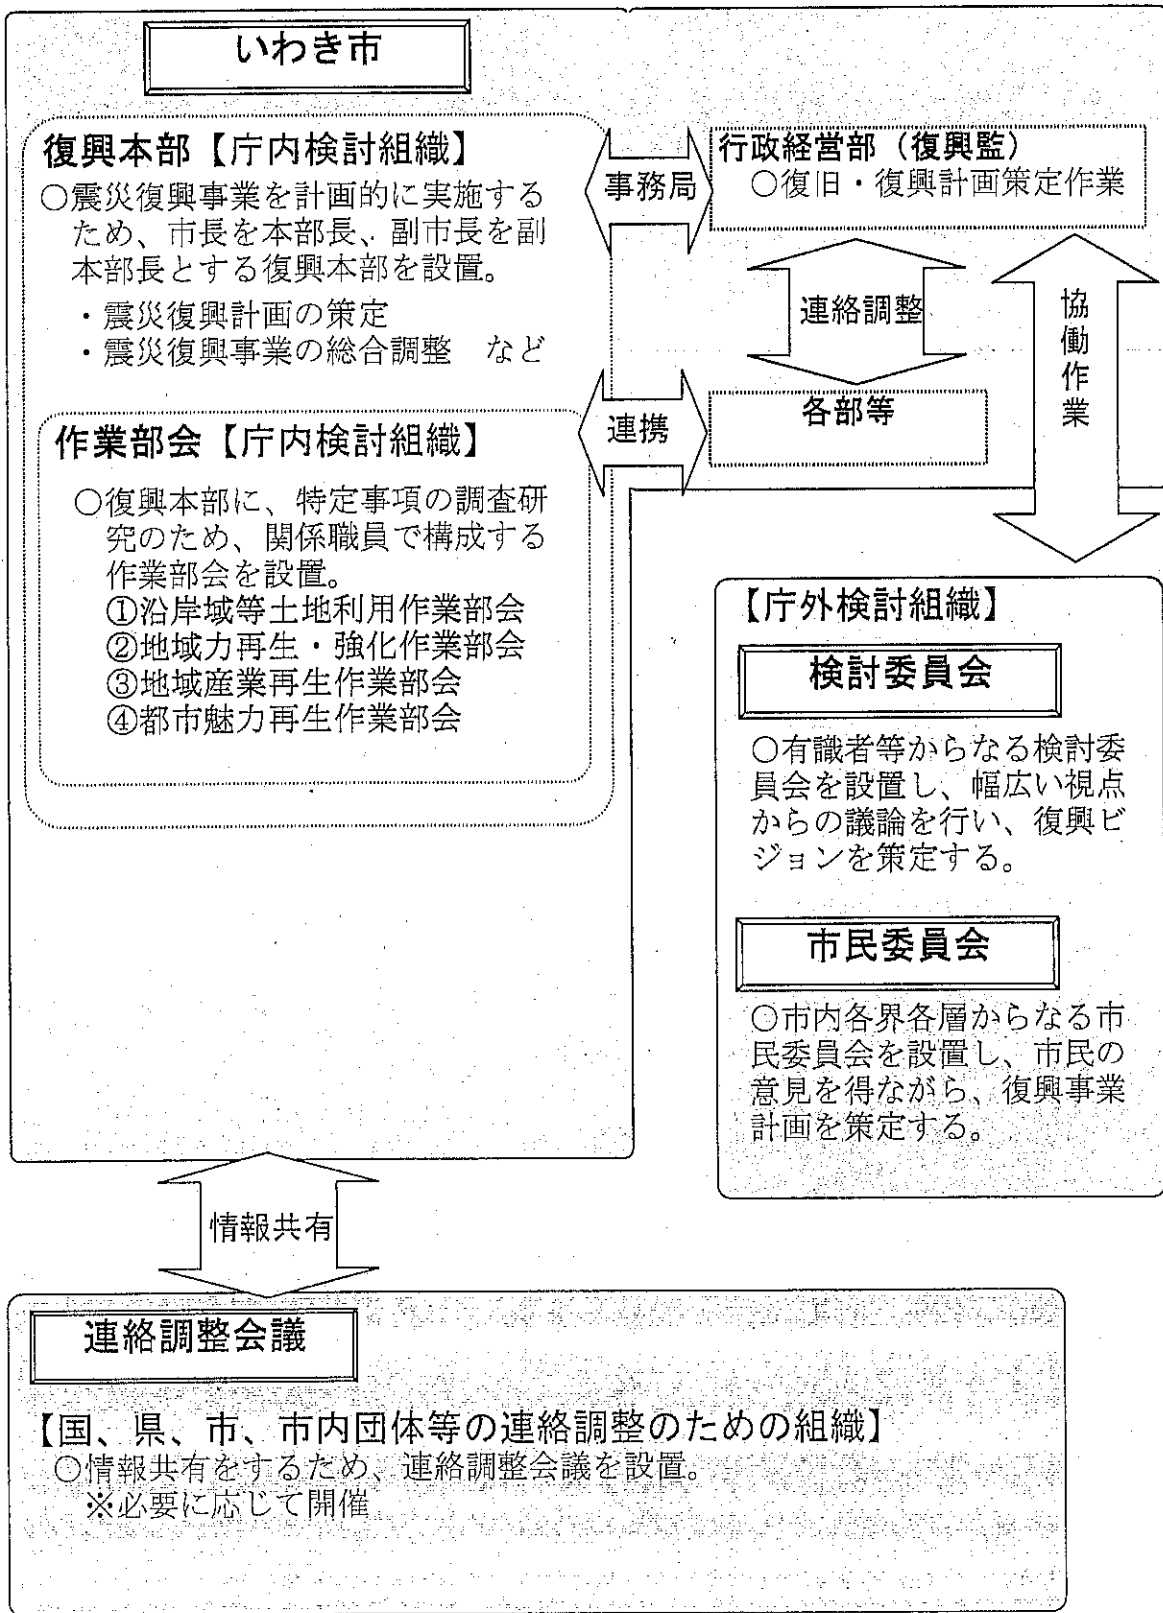 いわき市
復興本部【庁内検討組織】
○震災復興事業を計画的に実施する
ため、市長を本部長、副市長を副
本部長とする復興本部を設置。
・震災復興計画の策定
・震災復興事業の総合調整　など
事務局
行政経営部（復興監）
○復旧・復興計画策定作業
連絡調整
協働作業
作業部会【庁内検討組織】
○復興本部に、特定事項の調査研
究のため、関係職員で構成する
作業部会を設置。
①沿岸域等土地利用作業部会
②地域力再生・強化作業部会
③地域産業再生作業部会
④都市魅力再生作業部会
連携
各部等
【庁外検討組織】
検討委員会
○有識者等からなる検討委
員会を設置し、幅広い視点
からの議論を行い、復興ビ
ジョンを策定する。
市民委員会
○市内各界各層からなる市
民委員会を設置し、市民の
意見を得ながら、復興事業
計画を策定する。
情報共有
連絡調整会議
【国、県、市、市内団体等の連絡調整のための組織】
○情報共有をするため、連絡調整会議を設置。
※必要に応じて開催